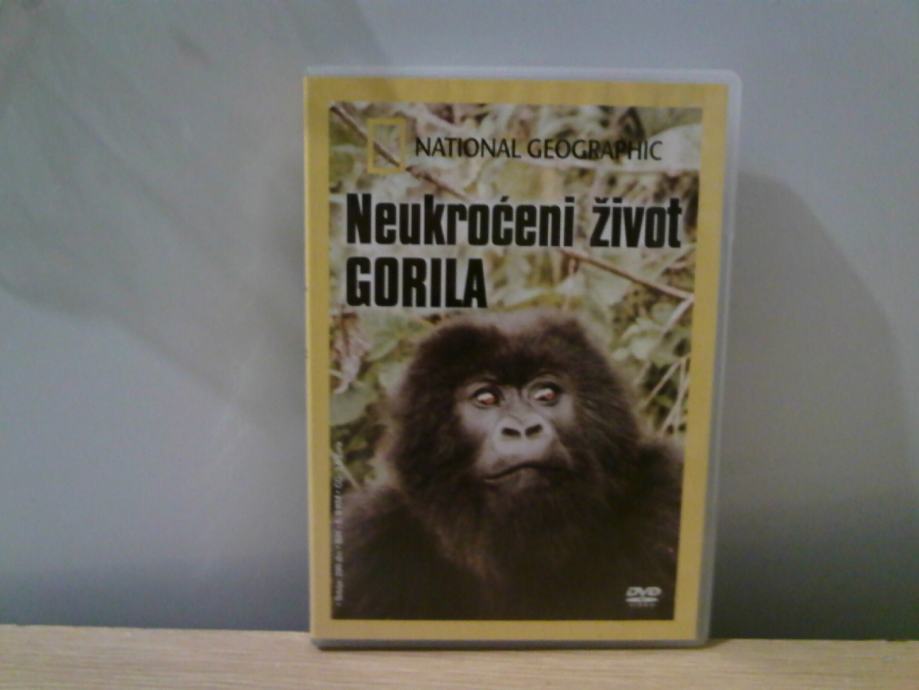 NATIONAL GEOGRAPHIC
Neukroćeni život
GORILA
DVD